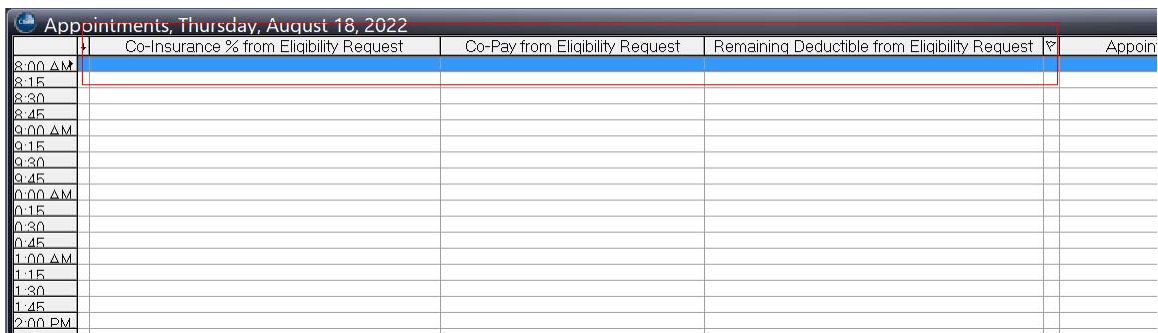 Appointments, Thursday, August 18, 2022
Co-Insurance % from Eligibility Request Co-Pay from Eligibility Request Remaining Deductible from Eligibility Request Appoint
8:00 AM
8:15
8:30
8:45
9:00 AM
9:15
9:30
9:45
0:00 AM
0:15
0:30
0:45
1:00 AM
1:15
1:30
1:45
2:00 PM